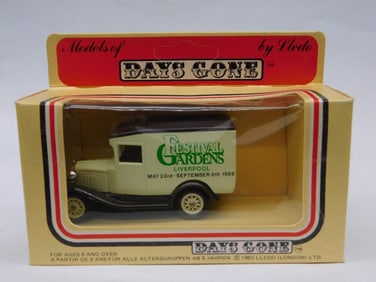 Models of
by Lledo
DAYS GONE
FESTIVAL
GARDENS
LIVERPOOL
MAY 23rd - SEPTEMBER 8th 1985
DAYS GONE
FOR AGES 8 AND OVER
A PARTIR DE 8 ANS FÜR ALLE ALTERSGRUPPEN AB 8 JAHREN © 1983 LLEDO (LONDON) LTD.